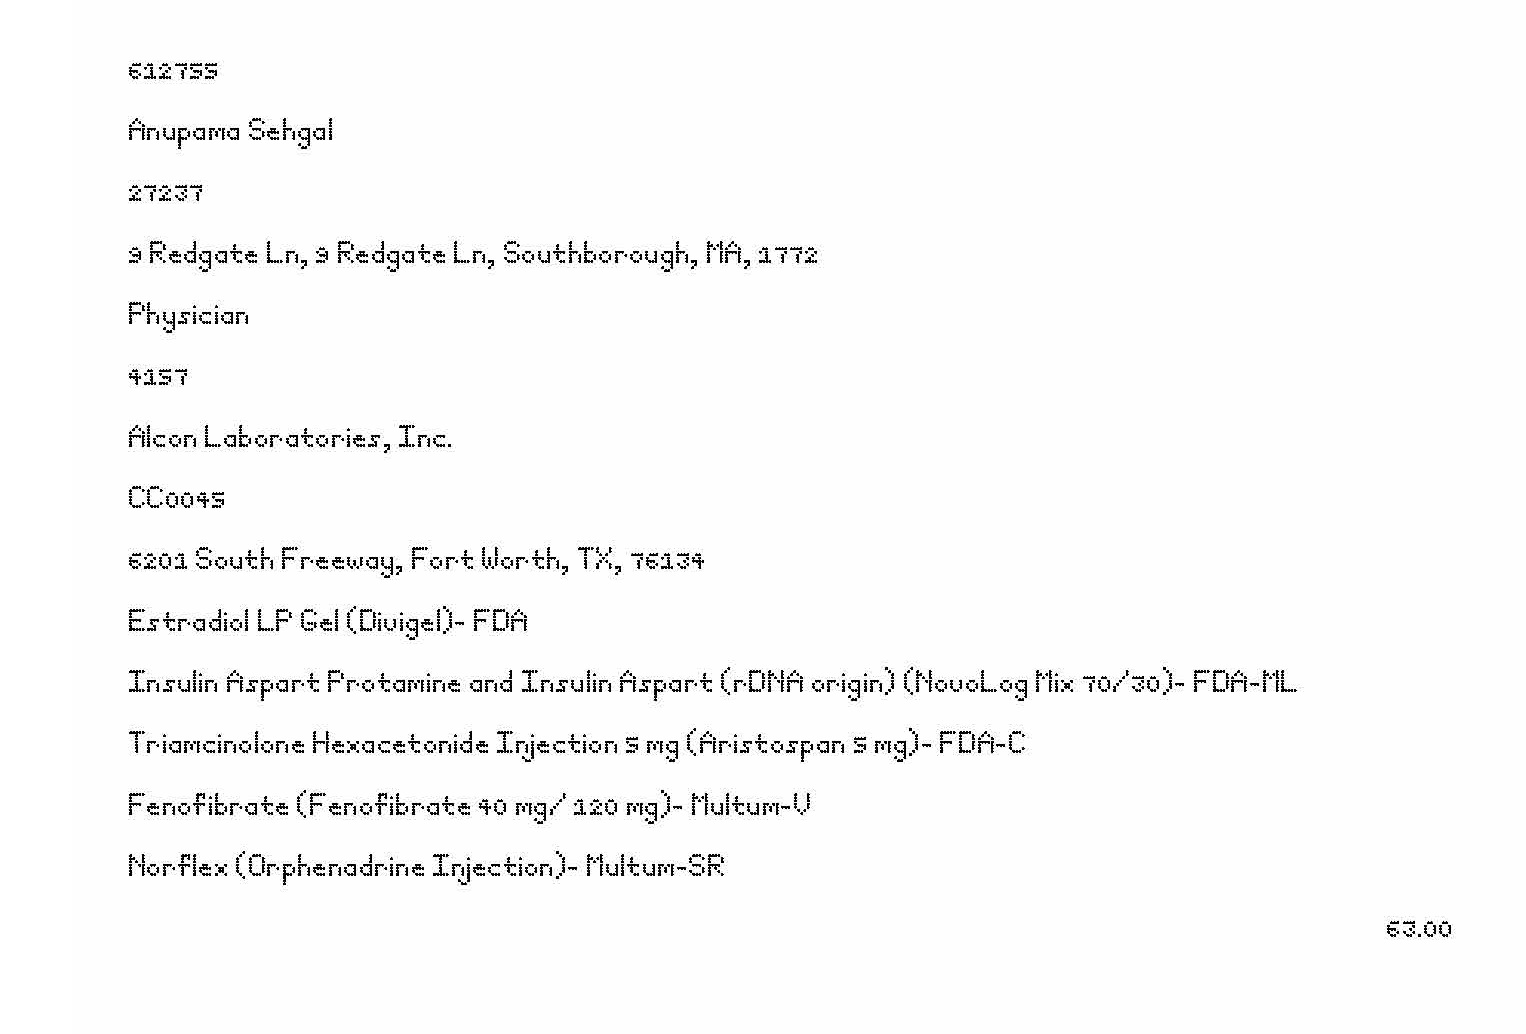 612755
Anupama Sehgal
27237
9 Redgate Ln, 9 Redgate Ln, Southborough, MA, 1772
Physician
4157
Alcon Laboratories, Inc.
CC0045
6201 South Freeway, Fort Worth, TX, 76134
Estradiol LP Gel (Divigel)- FDA
Insulin Aspart Protamine and Insulin Aspart (rDNA origin) (NovoLog Mix 70/30)- FDA-ML
Triamcinolone Hexacetonide Injection 5 mg (Aristospan 5 mg)- FDA-C
Fenofibrate (Fenofibrate 40 mg/ 120 mg)- Multum-V
Norflex (Orphenadrine Injection)- Multum-SR
63.00